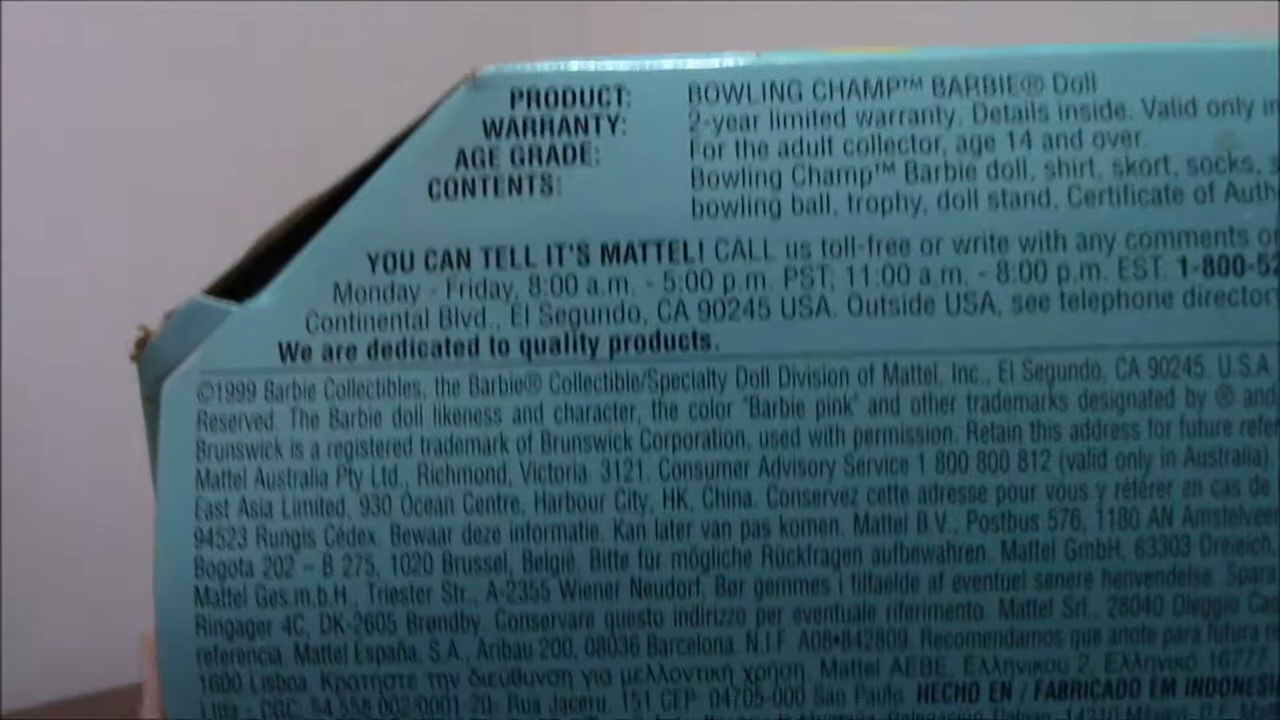 PRODUCT: BOWLING CHAMP™ BARBIE® Doll
WARRANTY: 2-year limited warranty. Details inside. Valid only
AGE GRADE: For the adult collector, age 14 and over.
CONTENTS: Bowling Champ™ Barbie doll, shirt, skort, socks,
bowling ball, trophy, doll stand, Certificate of
YOU CAN TELL IT'S MATTEL! CALL us toll-free or write with any comments
Monday - Friday, 8:00 a.m. - 5:00 p.m. PST; 11:00 a.m. - 8:00 p.m. EST. 1-800-52
Continental Blvd., El Segundo, CA 90245 USA. Outside USA, see telephone
We are dedicated to quality products.
©1999 Barbie Collectibles, the Barbie® Collectible/Specialty Doll Division of Mattel, Inc., El Segundo, CA 90245. U.S.A.
Reserved. The Barbie doll likeness and character, the color "Barbie pink" and other trademarks designated by ® and
Brunswick is a registered trademark of Brunswick Corporation, used with permission. Retain this address for future
Mattel Australia Pty Ltd., Richmond, Victoria. 3121. Consumer Advisory Service 1 800 800 812 (valid only in Australia).
East Asia Limited, 930 Ocean Centre, Harbour City, HK, China. Conservez cette adresse pour vous y référer en cas de
94523 Rungis Cédex. Bewaar deze informatie. Kan later van pas komen. Mattel B.V., Postbus 576, 1180 AN
Bogota 202 - B 275, 1020 Brussel, België. Bitte für mögliche Rückfragen aufbewahren. Mattel GmbH, 63303 Dreieich,
Mattel Ges.m.b.H., Triester Str., A-2355 Wiener Neudorf. Bør gemmes i tilfælde af eventuel senere henvendelse.
Ringager 4C, DK-2605 Brøndby. Conservare questo indirizzo per eventuale riferimento. Mattel Srl., 28040 Oleggio
referencia. Mattel España, S.A., Aribau 200, 08036 Barcelona. N.I.F. A08•842809. Recomendamos que anote para futura
1600 Lisboa. Κρατήστε την διεύθυνση για μελλοντική χρήση. Mattel AEBE, Ελληνικού 2, Ελληνικό 16777,
Ltda - CGC: 54.558.002/0001-20. Rua Jaceru, 151 CEP: 04705-000 São Paulo. HECHO EN / FABRICADO EM